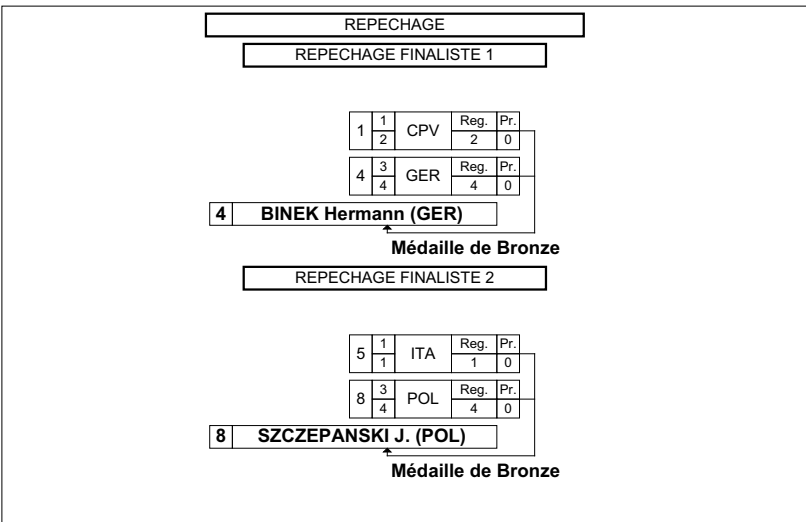 REPECHAGE
REPECHAGE FINALISTE 1
1 1 CPV Reg. Pr.
2 2 0
4 3 GER Reg. Pr.
4 4 0
4 BINEK Hermann (GER)
Médaille de Bronze
REPECHAGE FINALISTE 2
5 1 ITA Reg. Pr.
1 1 0
8 3 POL Reg. Pr.
4 4 0
8 SZCZEPANSKI J. (POL)
Médaille de Bronze